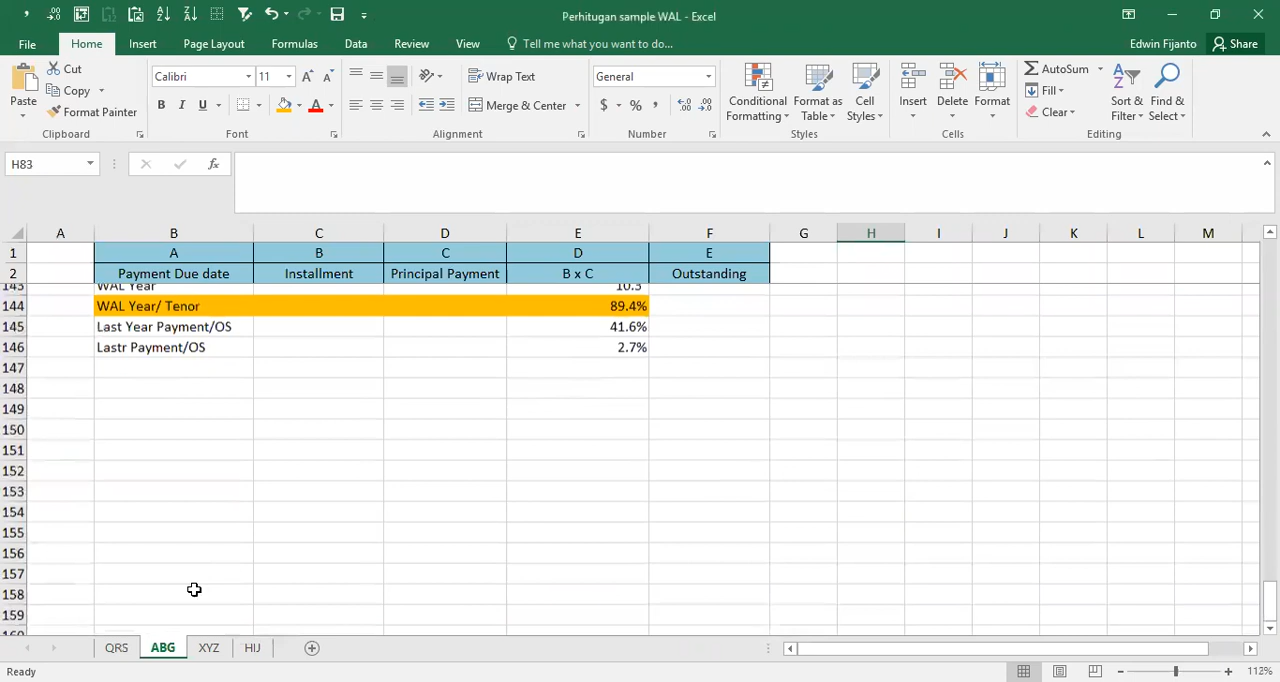 Perhitugan sample WAL - Excel
File Home Insert Page Layout Formulas Data Review View Tell me what you want to do... Edwin Fijanto Share
Paste
Cut
Copy
Format Painter
Clipboard
Calibri 11
B I U
Font
Wrap Text
Merge & Center
Alignment
General
$ % ,
Number
Conditional Formatting
Format as Table
Cell Styles
Styles
Insert
Delete
Format
Cells
AutoSum
Fill
Clear
Sort & Filter
Find & Select
Editing
H83
fx
A B C D E F G H I J K L M
1 A B C D E
2 Payment Due date Installment Principal Payment B x C Outstanding
143 WAL Year 10.3
144 WAL Year/ Tenor 89.4%
145 Last Year Payment/OS 41.6%
146 Lastr Payment/OS 2.7%
147
148
149
150
151
152
153
154
155
156
157
158
159
160
QRS ABG XYZ HIJ
Ready
112%